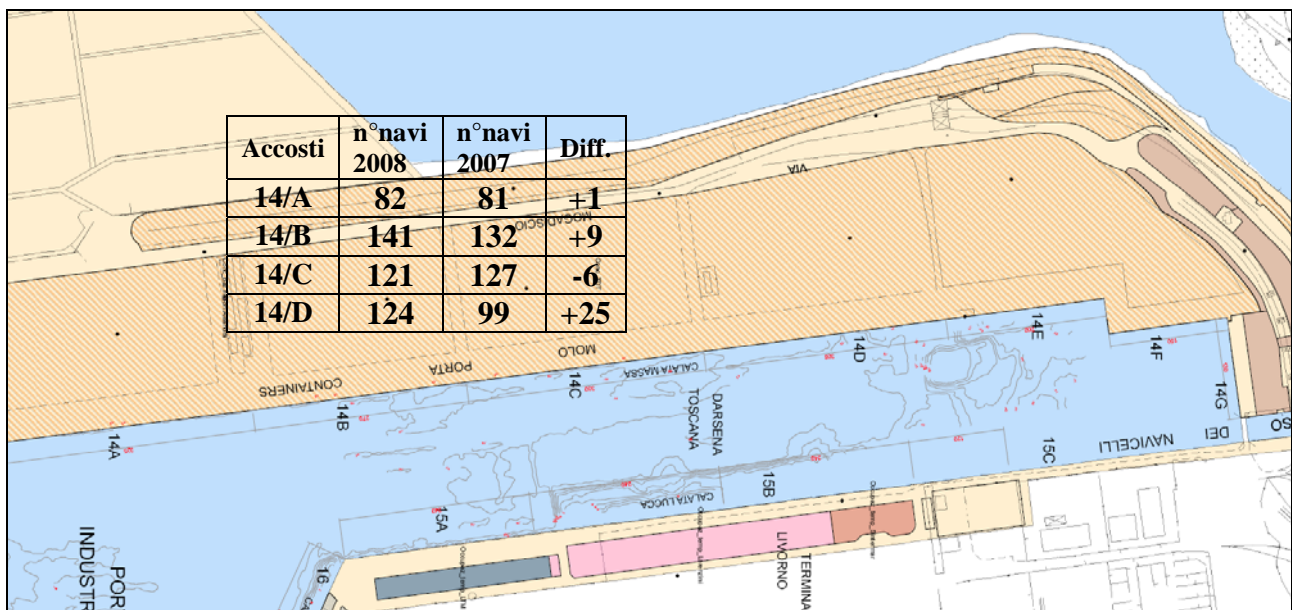 Accosti n°navi 2008 n°navi 2007 Diff.
14/A 82 81 +1
14/B 141 132 +9
14/C 121 127 -6
14/D 124 99 +25
VIA
MOGADISCIO
MOLO
PORTA
CONTAINERS
CALATA MASSA
14A
14B
14C
14D
14E
14F
14G
DARSENA
TOSCANA
CALATA LUCCA
15A
15B
15C
NAVICELLI
DEI
SO
16
LIVORNO
TERMINA
POR
INDUSTR